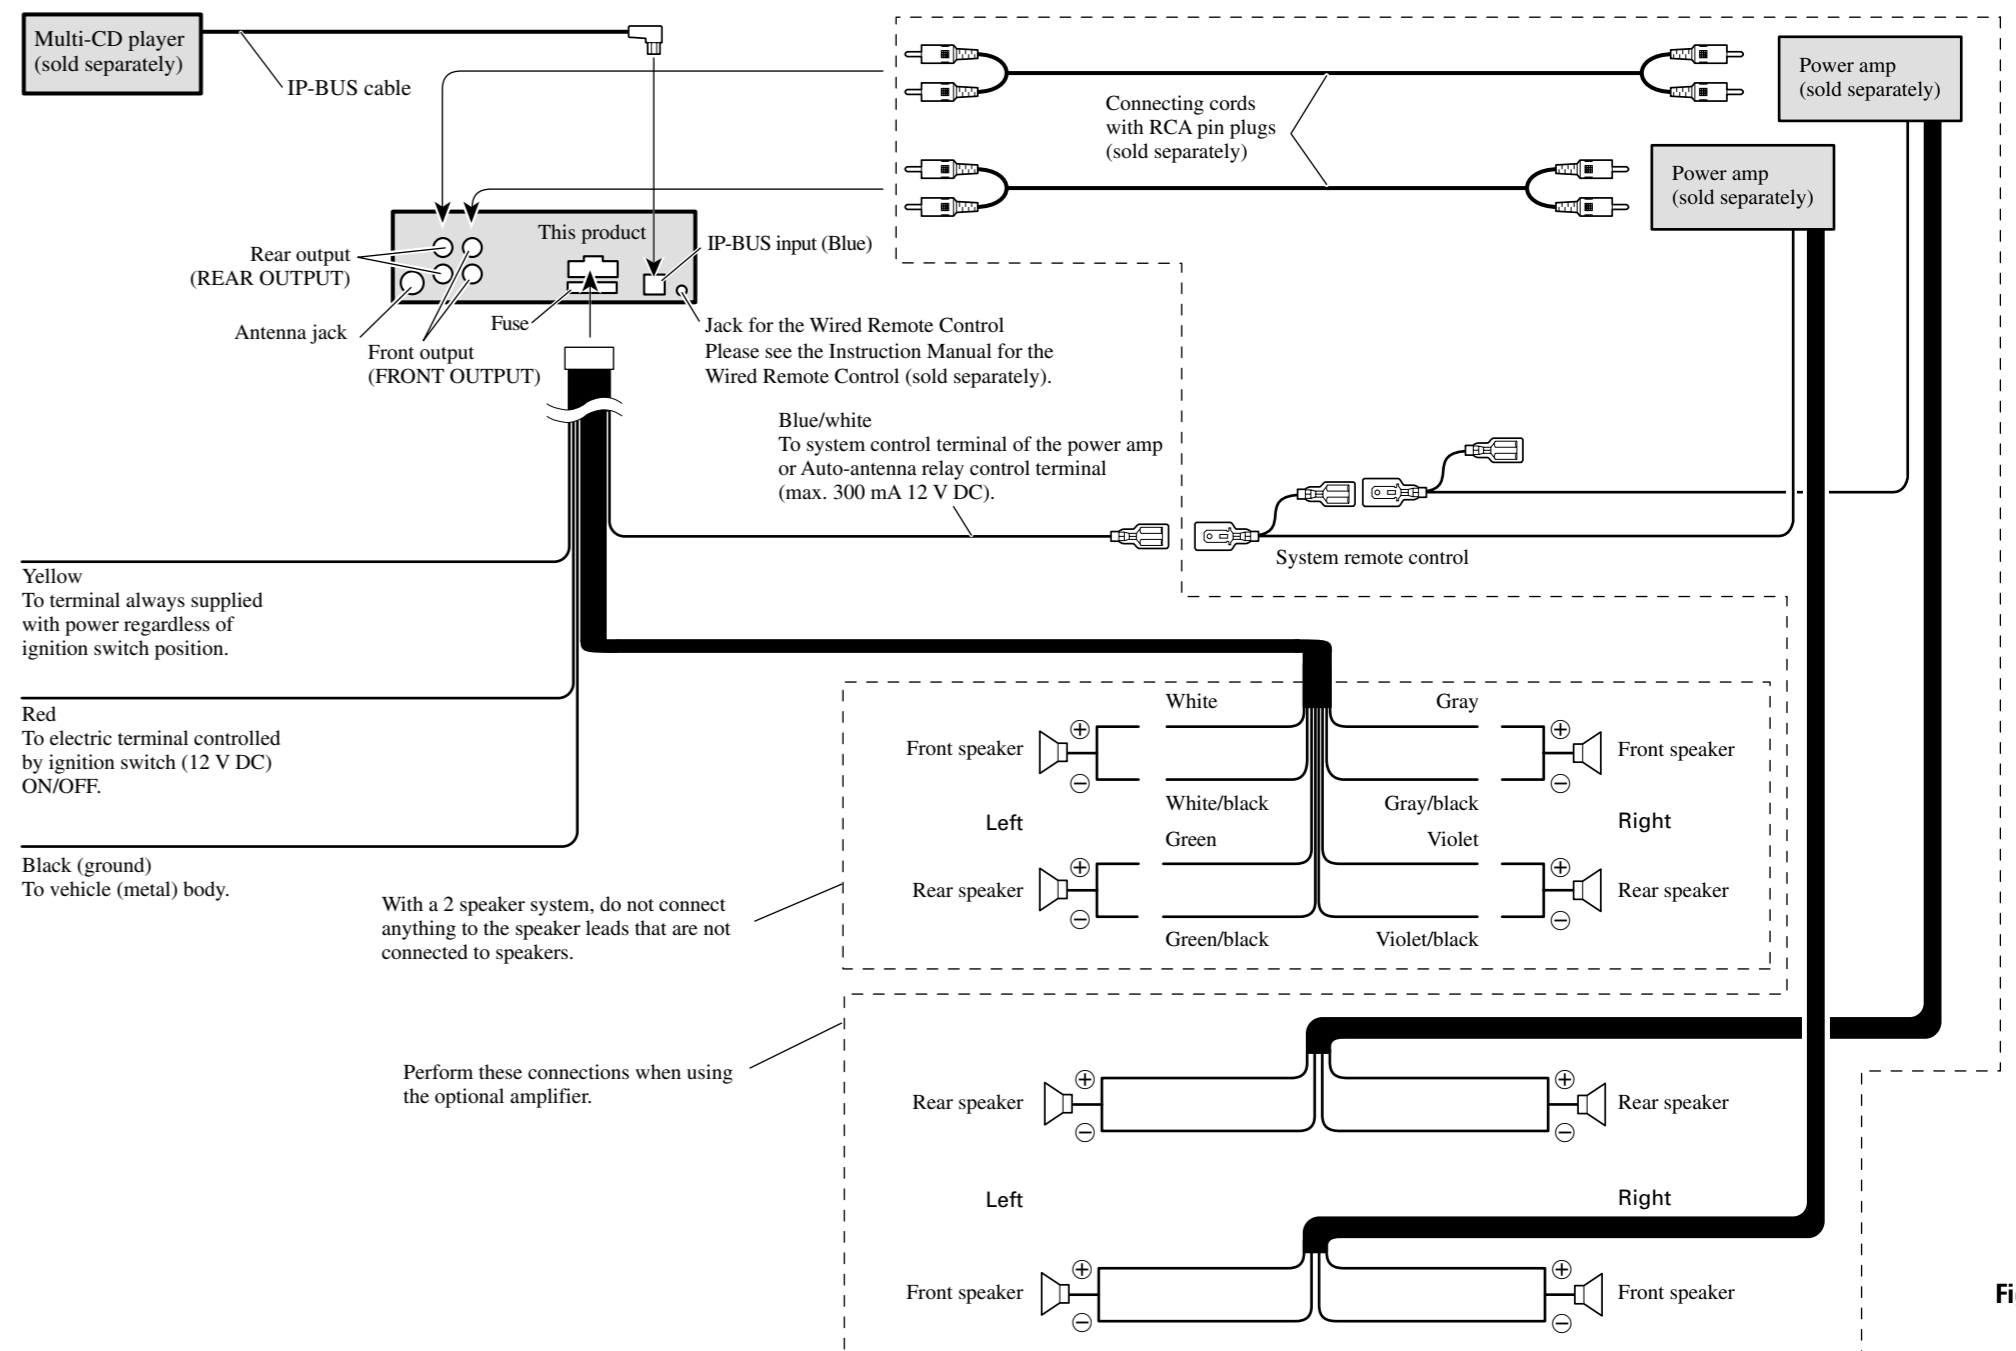 Multi-CD player
(sold separately)
IP-BUS cable
Connecting cords
with RCA pin plugs
(sold separately)
Power amp
(sold separately)
Power amp
(sold separately)
This product
IP-BUS input (Blue)
Rear output
(REAR OUTPUT)
Antenna jack
Fuse
Front output
(FRONT OUTPUT)
Jack for the Wired Remote Control
Please see the Instruction Manual for the
Wired Remote Control (sold separately).
Blue/white
To system control terminal of the power amp
or Auto-antenna relay control terminal
(max. 300 mA 12 V DC).
System remote control
Yellow
To terminal always supplied
with power regardless of
ignition switch position.
Red
To electric terminal controlled
by ignition switch (12 V DC)
ON/OFF.
Black (ground)
To vehicle (metal) body.
White
Gray
+
+
Front speaker
Front speaker
−
−
White/black
Gray/black
Left
Right
Green
Violet
+
+
Rear speaker
Rear speaker
−
−
Green/black
Violet/black
With a 2 speaker system, do not connect
anything to the speaker leads that are not
connected to speakers.
Perform these connections when using
the optional amplifier.
+
+
Rear speaker
Rear speaker
−
−
Left
Right
+
+
Front speaker
Front speaker
−
−
Fi